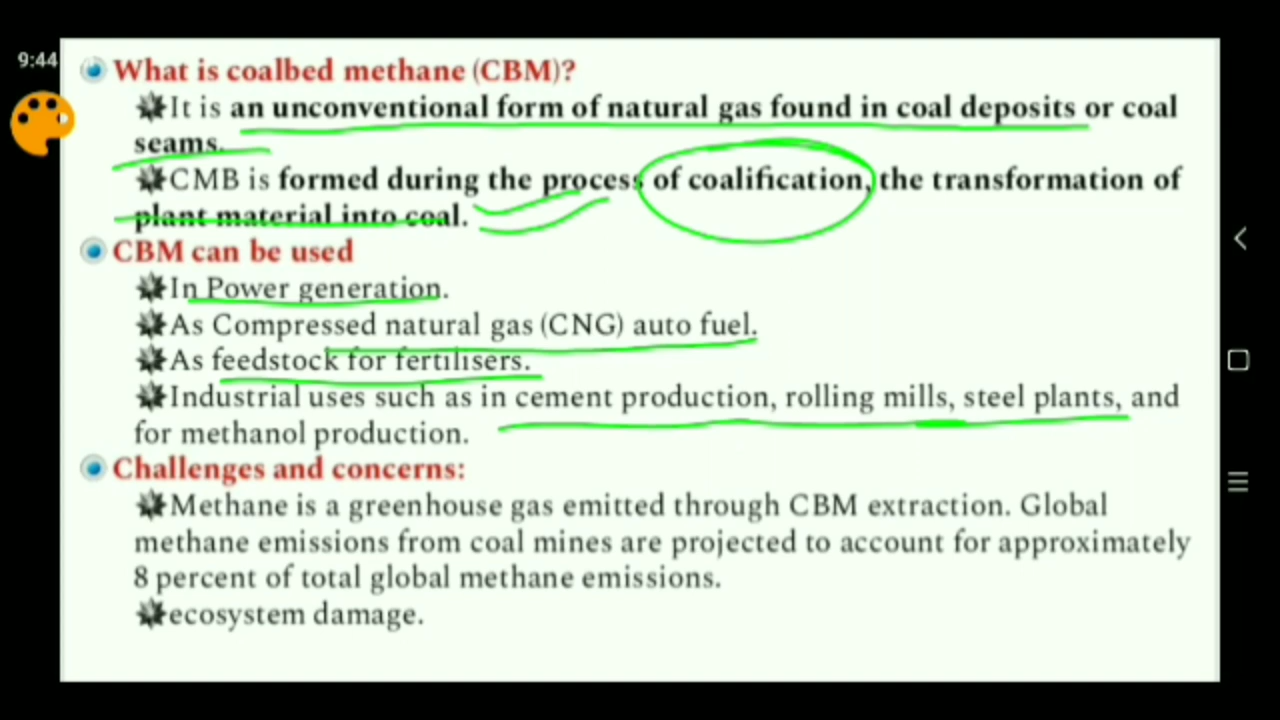 9:44
What is coalbed methane (CBM)?
It is an unconventional form of natural gas found in coal deposits or coal
seams.
CMB is formed during the process of coalification, the transformation of
plant material into coal.
CBM can be used
In Power generation.
As Compressed natural gas (CNG) auto fuel.
As feedstock for fertilisers.
Industrial uses such as in cement production, rolling mills, steel plants, and
for methanol production.
Challenges and concerns:
Methane is a greenhouse gas emitted through CBM extraction. Global
methane emissions from coal mines are projected to account for approximately
8 percent of total global methane emissions.
ecosystem damage.